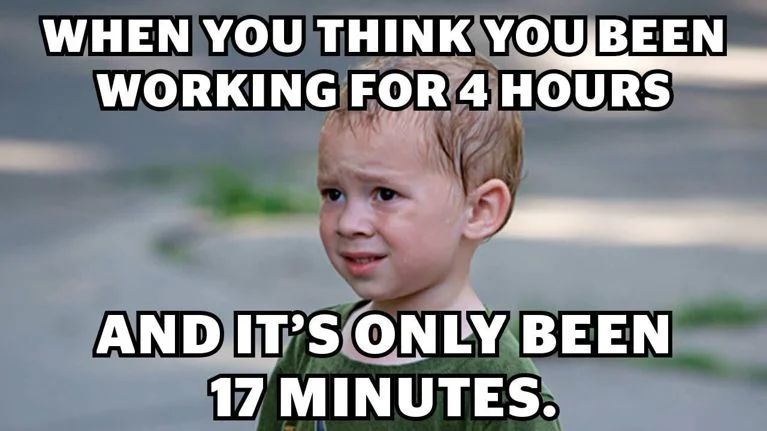 WHEN YOU THINK YOU BEEN
WORKING FOR 4 HOURS
AND IT'S ONLY BEEN
17 MINUTES.